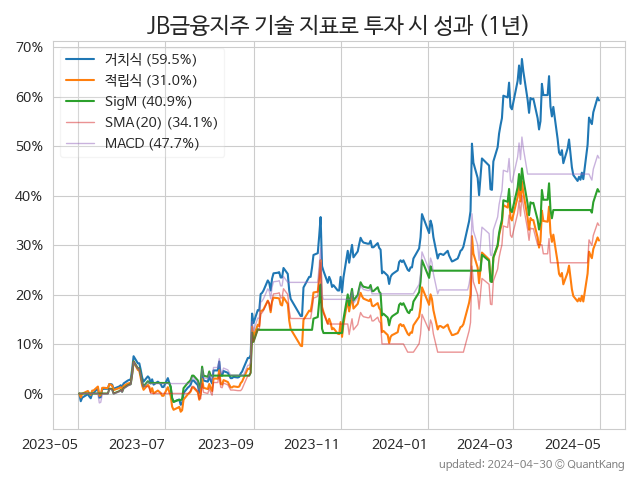 JB금융지주 기술 지표로 투자 시 성과 (1년)
70%
60%
50%
40%
30%
20%
10%
0%
거치식 (59.5%)
적립식 (31.0%)
SigM (40.9%)
SMA(20) (34.1%)
MACD (47.7%)
2023-05
2023-07
2023-09
2023-11
2024-01
2024-03
2024-05
updated: 2024-04-30 © QuantKang